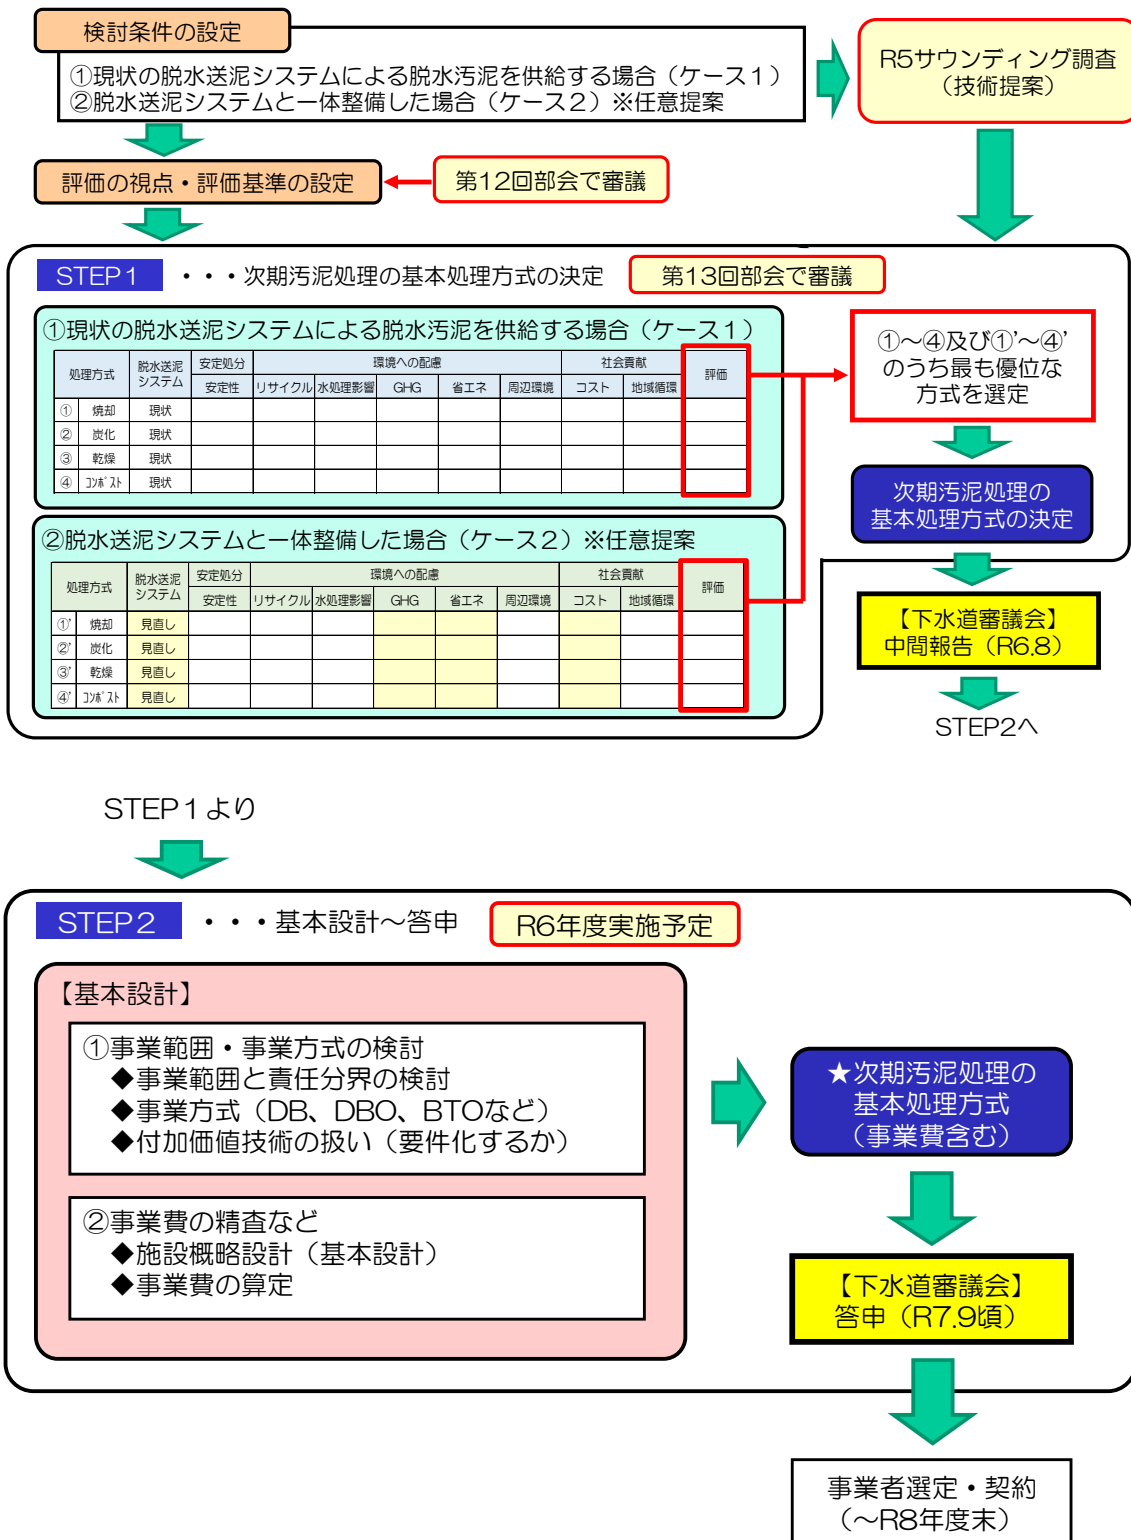 検討条件の設定
①現状の脱水送泥システムによる脱水汚泥を供給する場合（ケース１）
②脱水送泥システムと一体整備した場合（ケース２）※任意提案
R5サウンディング調査
（技術提案）
評価の視点・評価基準の設定
第12回部会で審議
STEP１ ・・・次期汚泥処理の基本処理方式の決定
第13回部会で審議
①現状の脱水送泥システムによる脱水汚泥を供給する場合（ケース１）
処理方式 脱水送泥システム 安定処分 環境への配慮 社会貢献 評価
安定性 リサイクル 水処理影響 GHG 省エネ 周辺環境 コスト 地域循環
① 焼却 現状
② 炭化 現状
③ 乾燥 現状
④ ｺﾝﾎﾟｽﾄ 現状
①～④及び①’～④’
のうち最も優位な
方式を選定
次期汚泥処理の
基本処理方式の決定
②脱水送泥システムと一体整備した場合（ケース２）※任意提案
処理方式 脱水送泥システム 安定処分 環境への配慮 社会貢献 評価
安定性 リサイクル 水処理影響 GHG 省エネ 周辺環境 コスト 地域循環
①’ 焼却 見直し
②’ 炭化 見直し
③’ 乾燥 見直し
④’ ｺﾝﾎﾟｽﾄ 見直し
【下水道審議会】
中間報告（R6.8）
STEP2へ
STEP１より
STEP２ ・・・基本設計～答申
R6年度実施予定
【基本設計】
①事業範囲・事業方式の検討
◆事業範囲と責任分界の検討
◆事業方式（DB、DBO、BTOなど）
◆付加価値技術の扱い（要件化するか）
②事業費の精査など
◆施設概略設計（基本設計）
◆事業費の算定
★次期汚泥処理の
基本処理方式
（事業費含む）
【下水道審議会】
答申（R7.9頃）
事業者選定・契約
（～R8年度末）